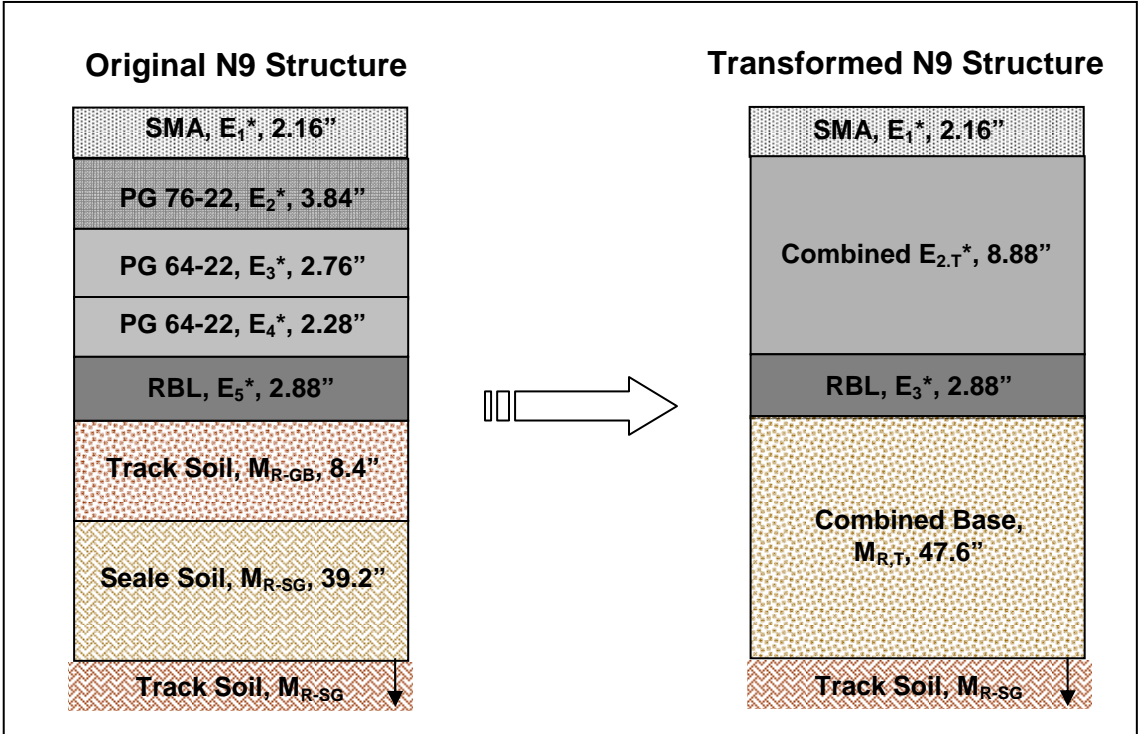 Original N9 Structure
SMA, E1*, 2.16”
PG 76-22, E2*, 3.84”
PG 64-22, E3*, 2.76”
PG 64-22, E4*, 2.28”
RBL, E5*, 2.88”
Track Soil, MR-GB, 8.4”
Seale Soil, MR-SG, 39.2”
Track Soil, MR-SG
Transformed N9 Structure
SMA, E1*, 2.16”
Combined E2.T*, 8.88”
RBL, E3*, 2.88”
Combined Base,
MR,T, 47.6”
Track Soil, MR-SG